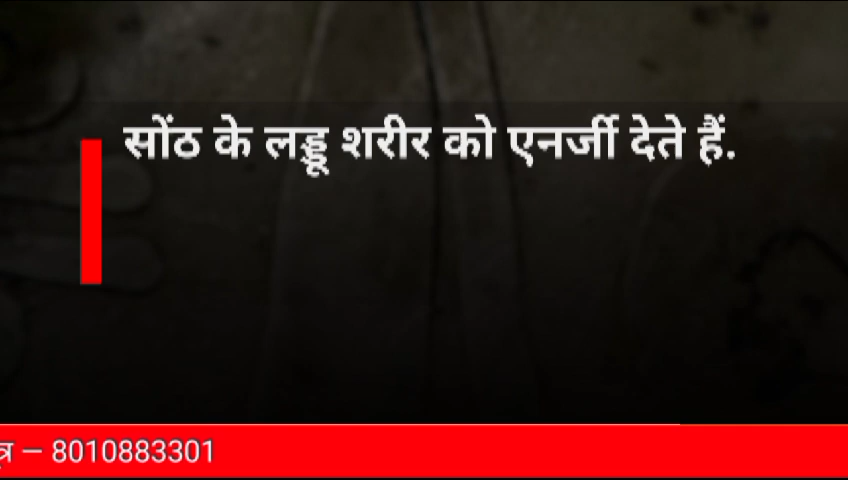 सोंठ के लड्डू शरीर को एनर्जी देते हैं.
– 8010883301